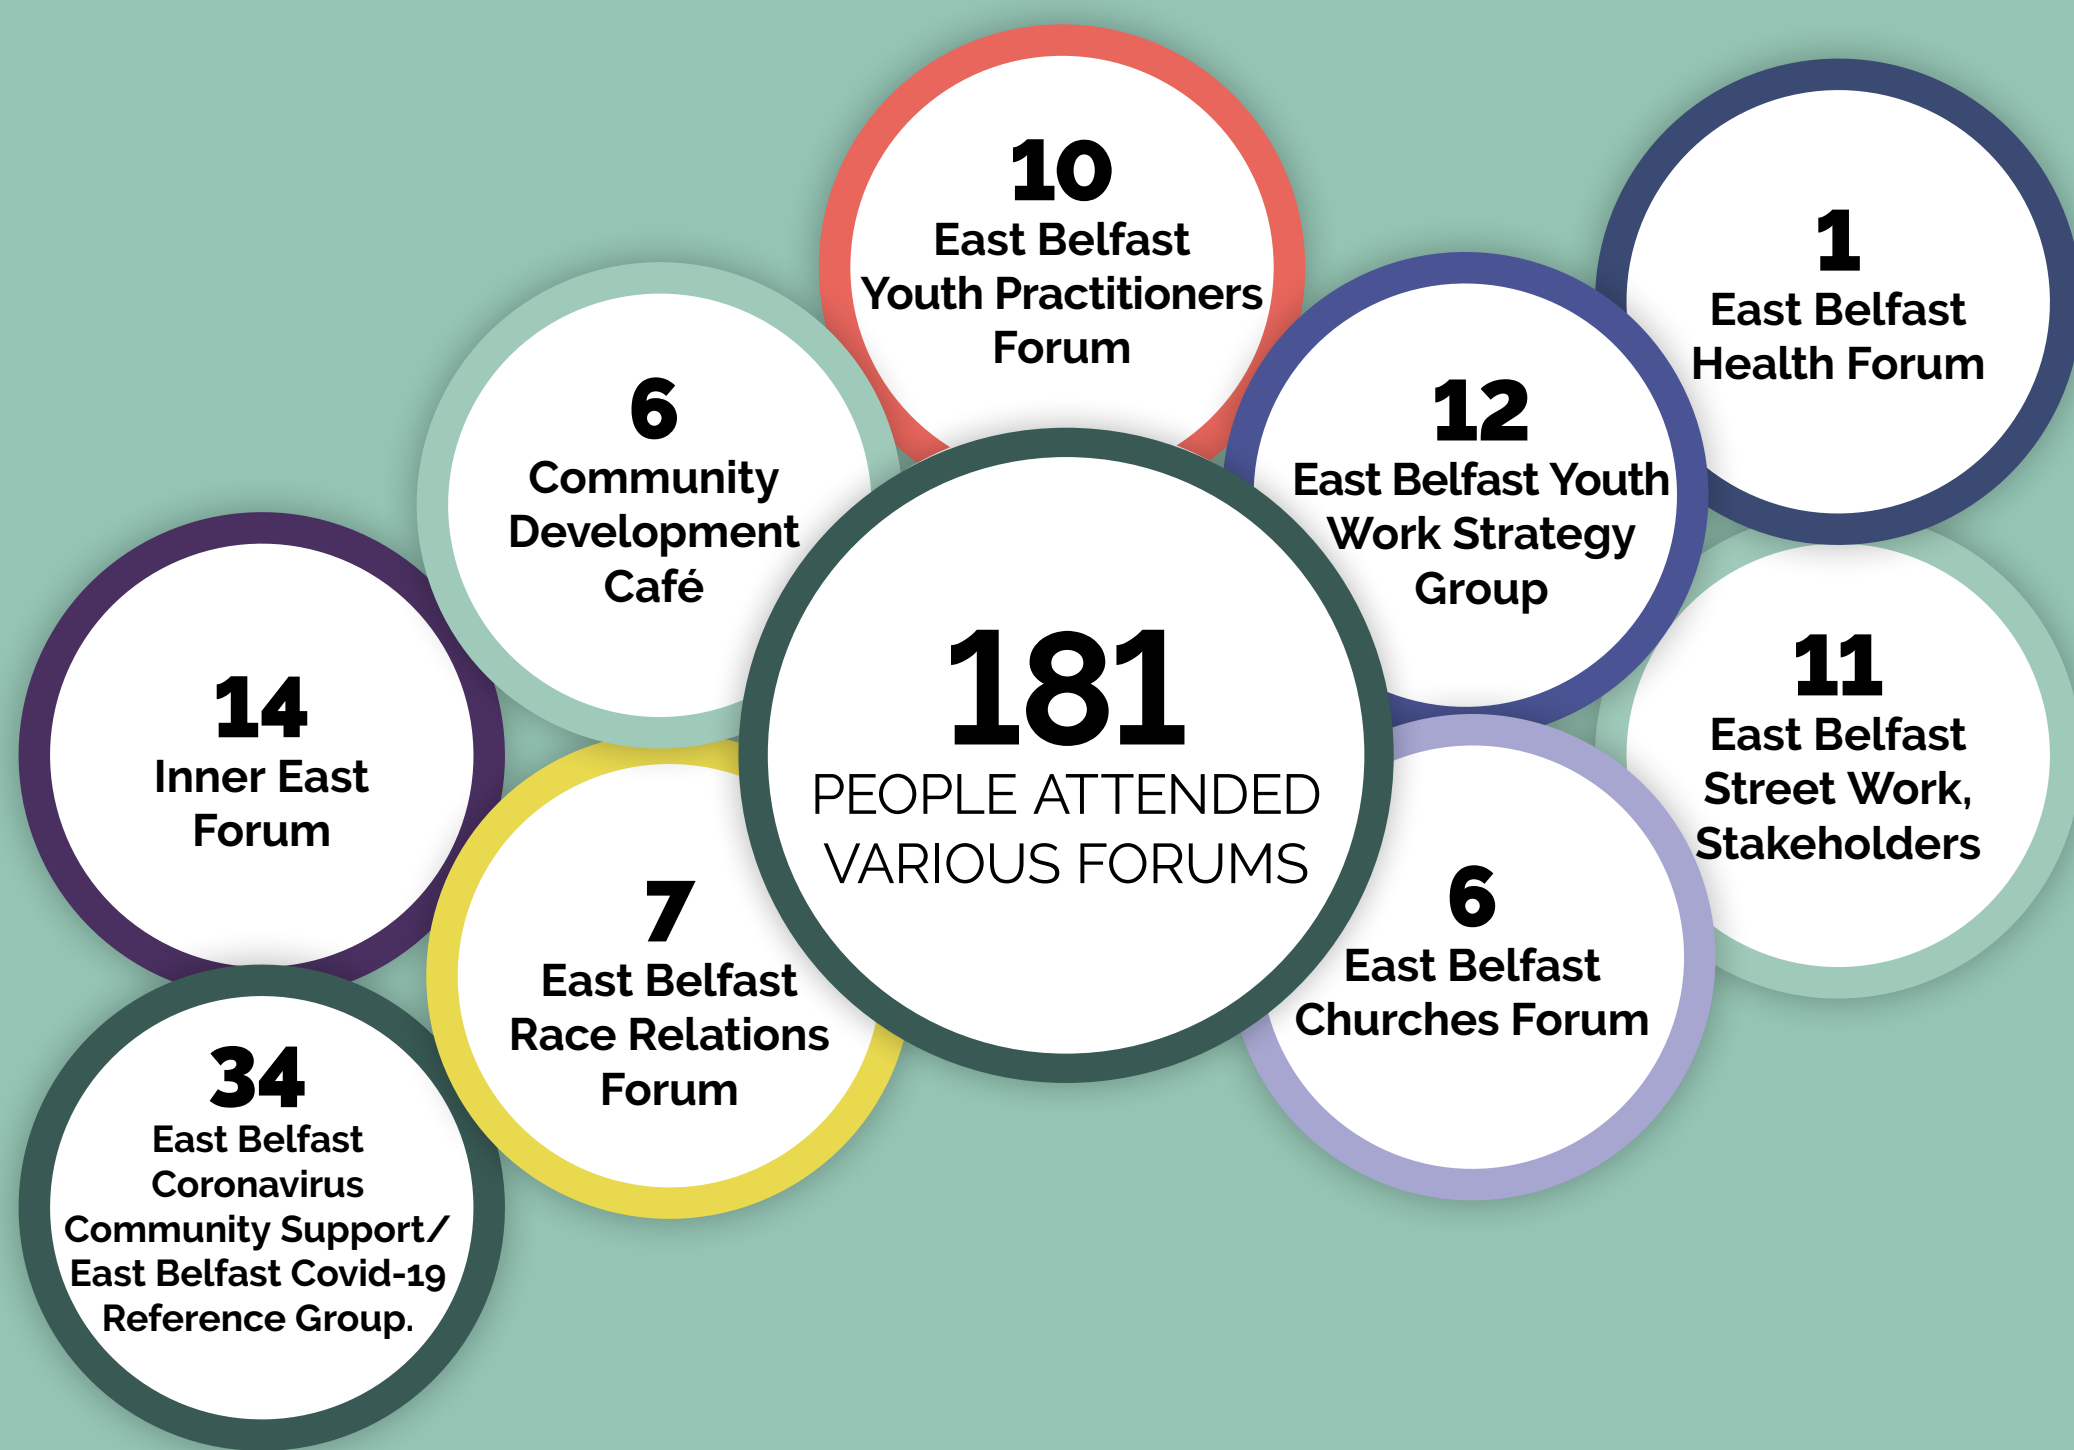 10
East Belfast
Youth Practitioners
Forum
1
East Belfast
Health Forum
6
Community
Development
Café
12
East Belfast Youth
Work Strategy
Group
14
Inner East
Forum
181
PEOPLE ATTENDED
VARIOUS FORUMS
11
East Belfast
Street Work,
Stakeholders
7
East Belfast
Race Relations
Forum
6
East Belfast
Churches Forum
34
East Belfast
Coronavirus
Community Support/
East Belfast Covid-19
Reference Group.